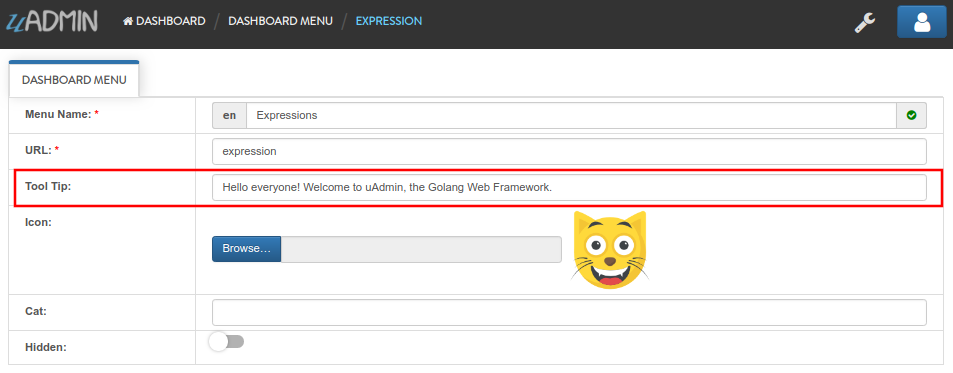 uADMIN DASHBOARD / DASHBOARD MENU / EXPRESSION
DASHBOARD MENU
Menu Name: * en Expressions
URL: * expression
Tool Tip: Hello everyone! Welcome to uAdmin, the Golang Web Framework.
Icon:
Browse...
Cat:
Hidden: